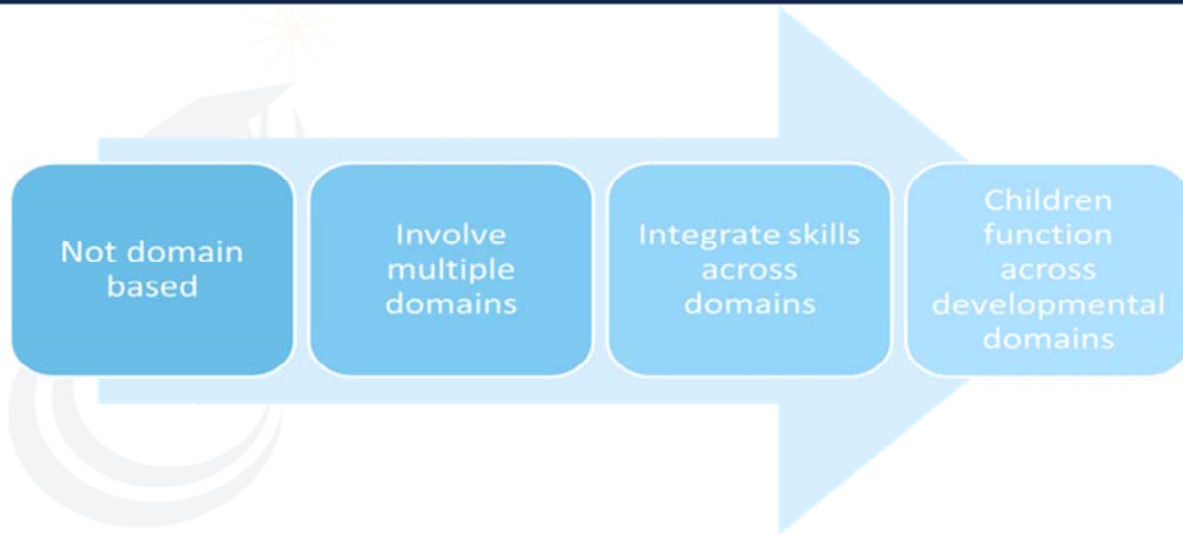 Not domain
based
Involve
multiple
domains
Integrate skills
across
domains
Children
function
across
developmental
domains